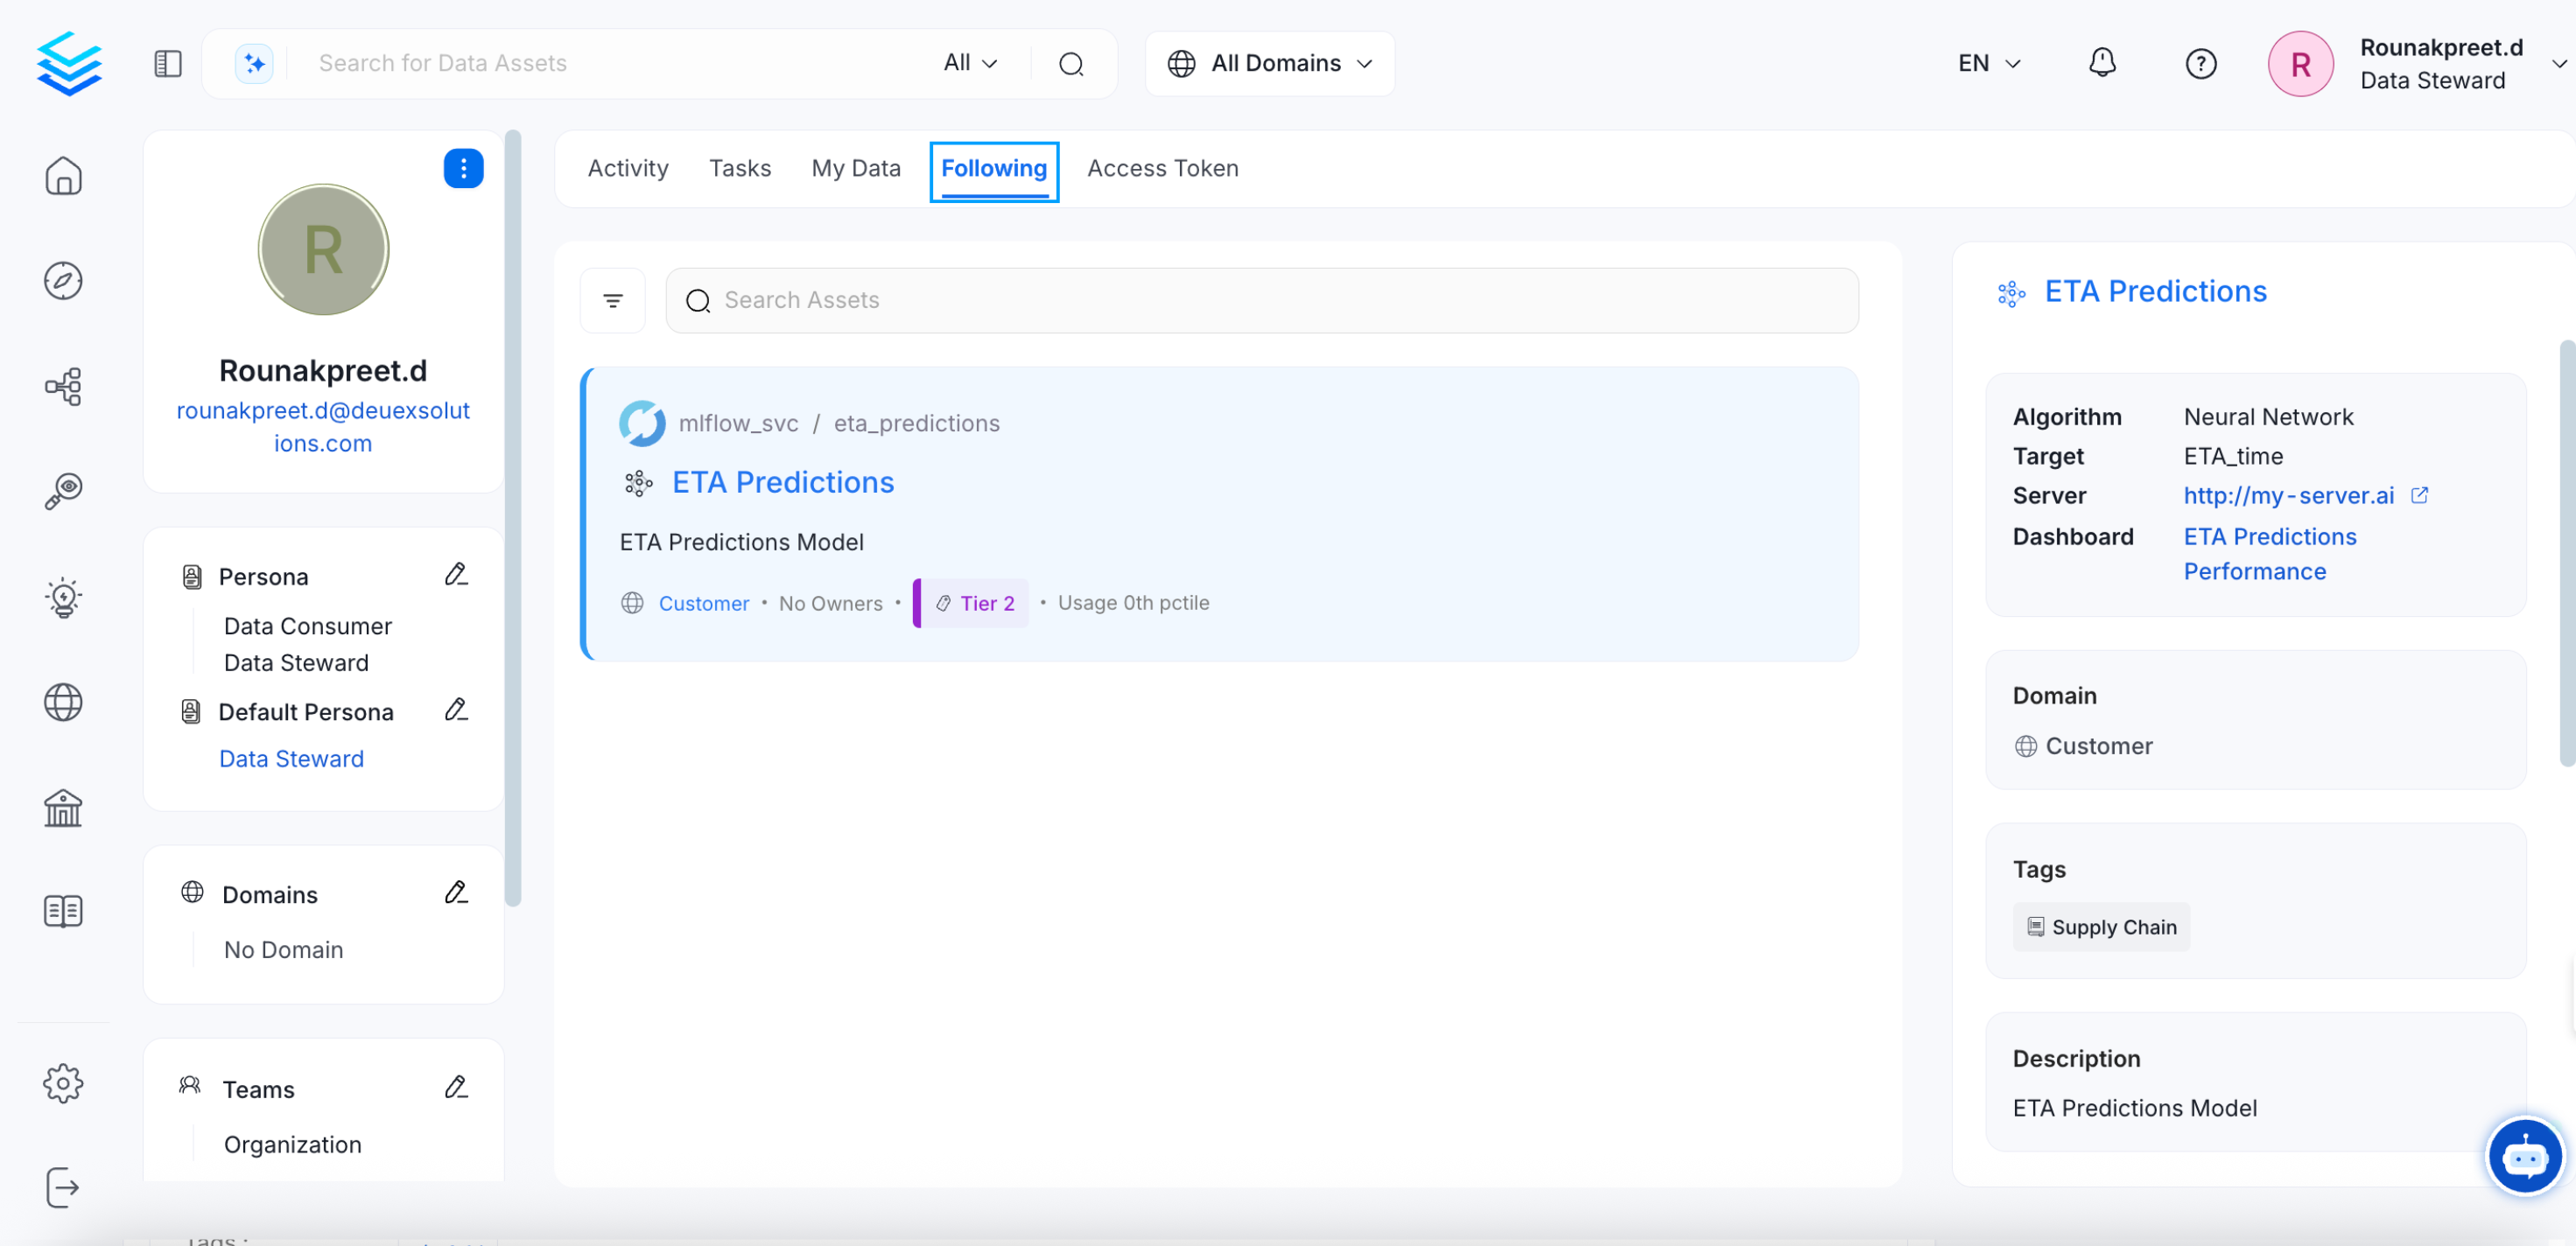 Search for Data Assets
All
All Domains
EN
R
Rounakpreet.d
Data Steward
Activity
Tasks
My Data
Following
Access Token
R
Rounakpreet.d
rounakpreet.d@deuexsolut
ions.com
Persona
Data Consumer
Data Steward
Default Persona
Data Steward
Domains
No Domain
Teams
Organization
Search Assets
mlflow_svc / eta_predictions
ETA Predictions
ETA Predictions Model
Customer • No Owners • Tier 2 • Usage 0th pctile
ETA Predictions
Algorithm Neural Network
Target ETA_time
Server http://my-server.ai
Dashboard ETA Predictions
Performance
Domain
Customer
Tags
Supply Chain
Description
ETA Predictions Model